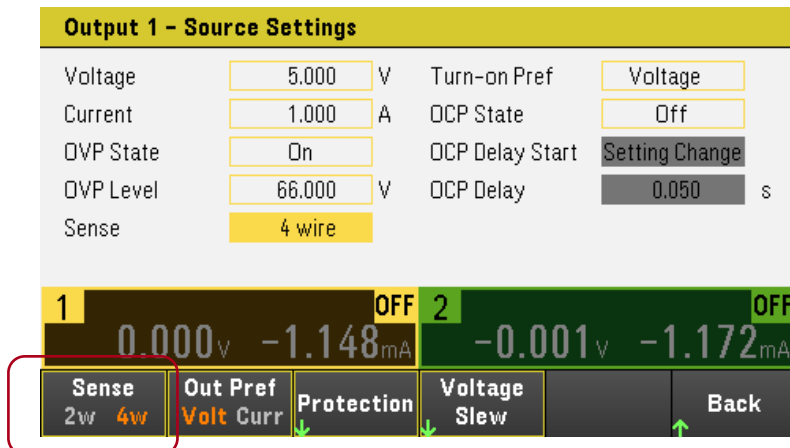 Output 1 – Source Settings
Voltage 5.000 V Turn-on Pref Voltage
Current 1.000 A OCP State Off
OVP State On OCP Delay Start Setting Change
OVP Level 66.000 V OCP Delay 0.050 s
Sense 4 wire
1 OFF 2 OFF
0.000V -1.148mA -0.001V -1.172mA
Sense Out Pref Protection Voltage Back
2w 4w Volt Curr Slew